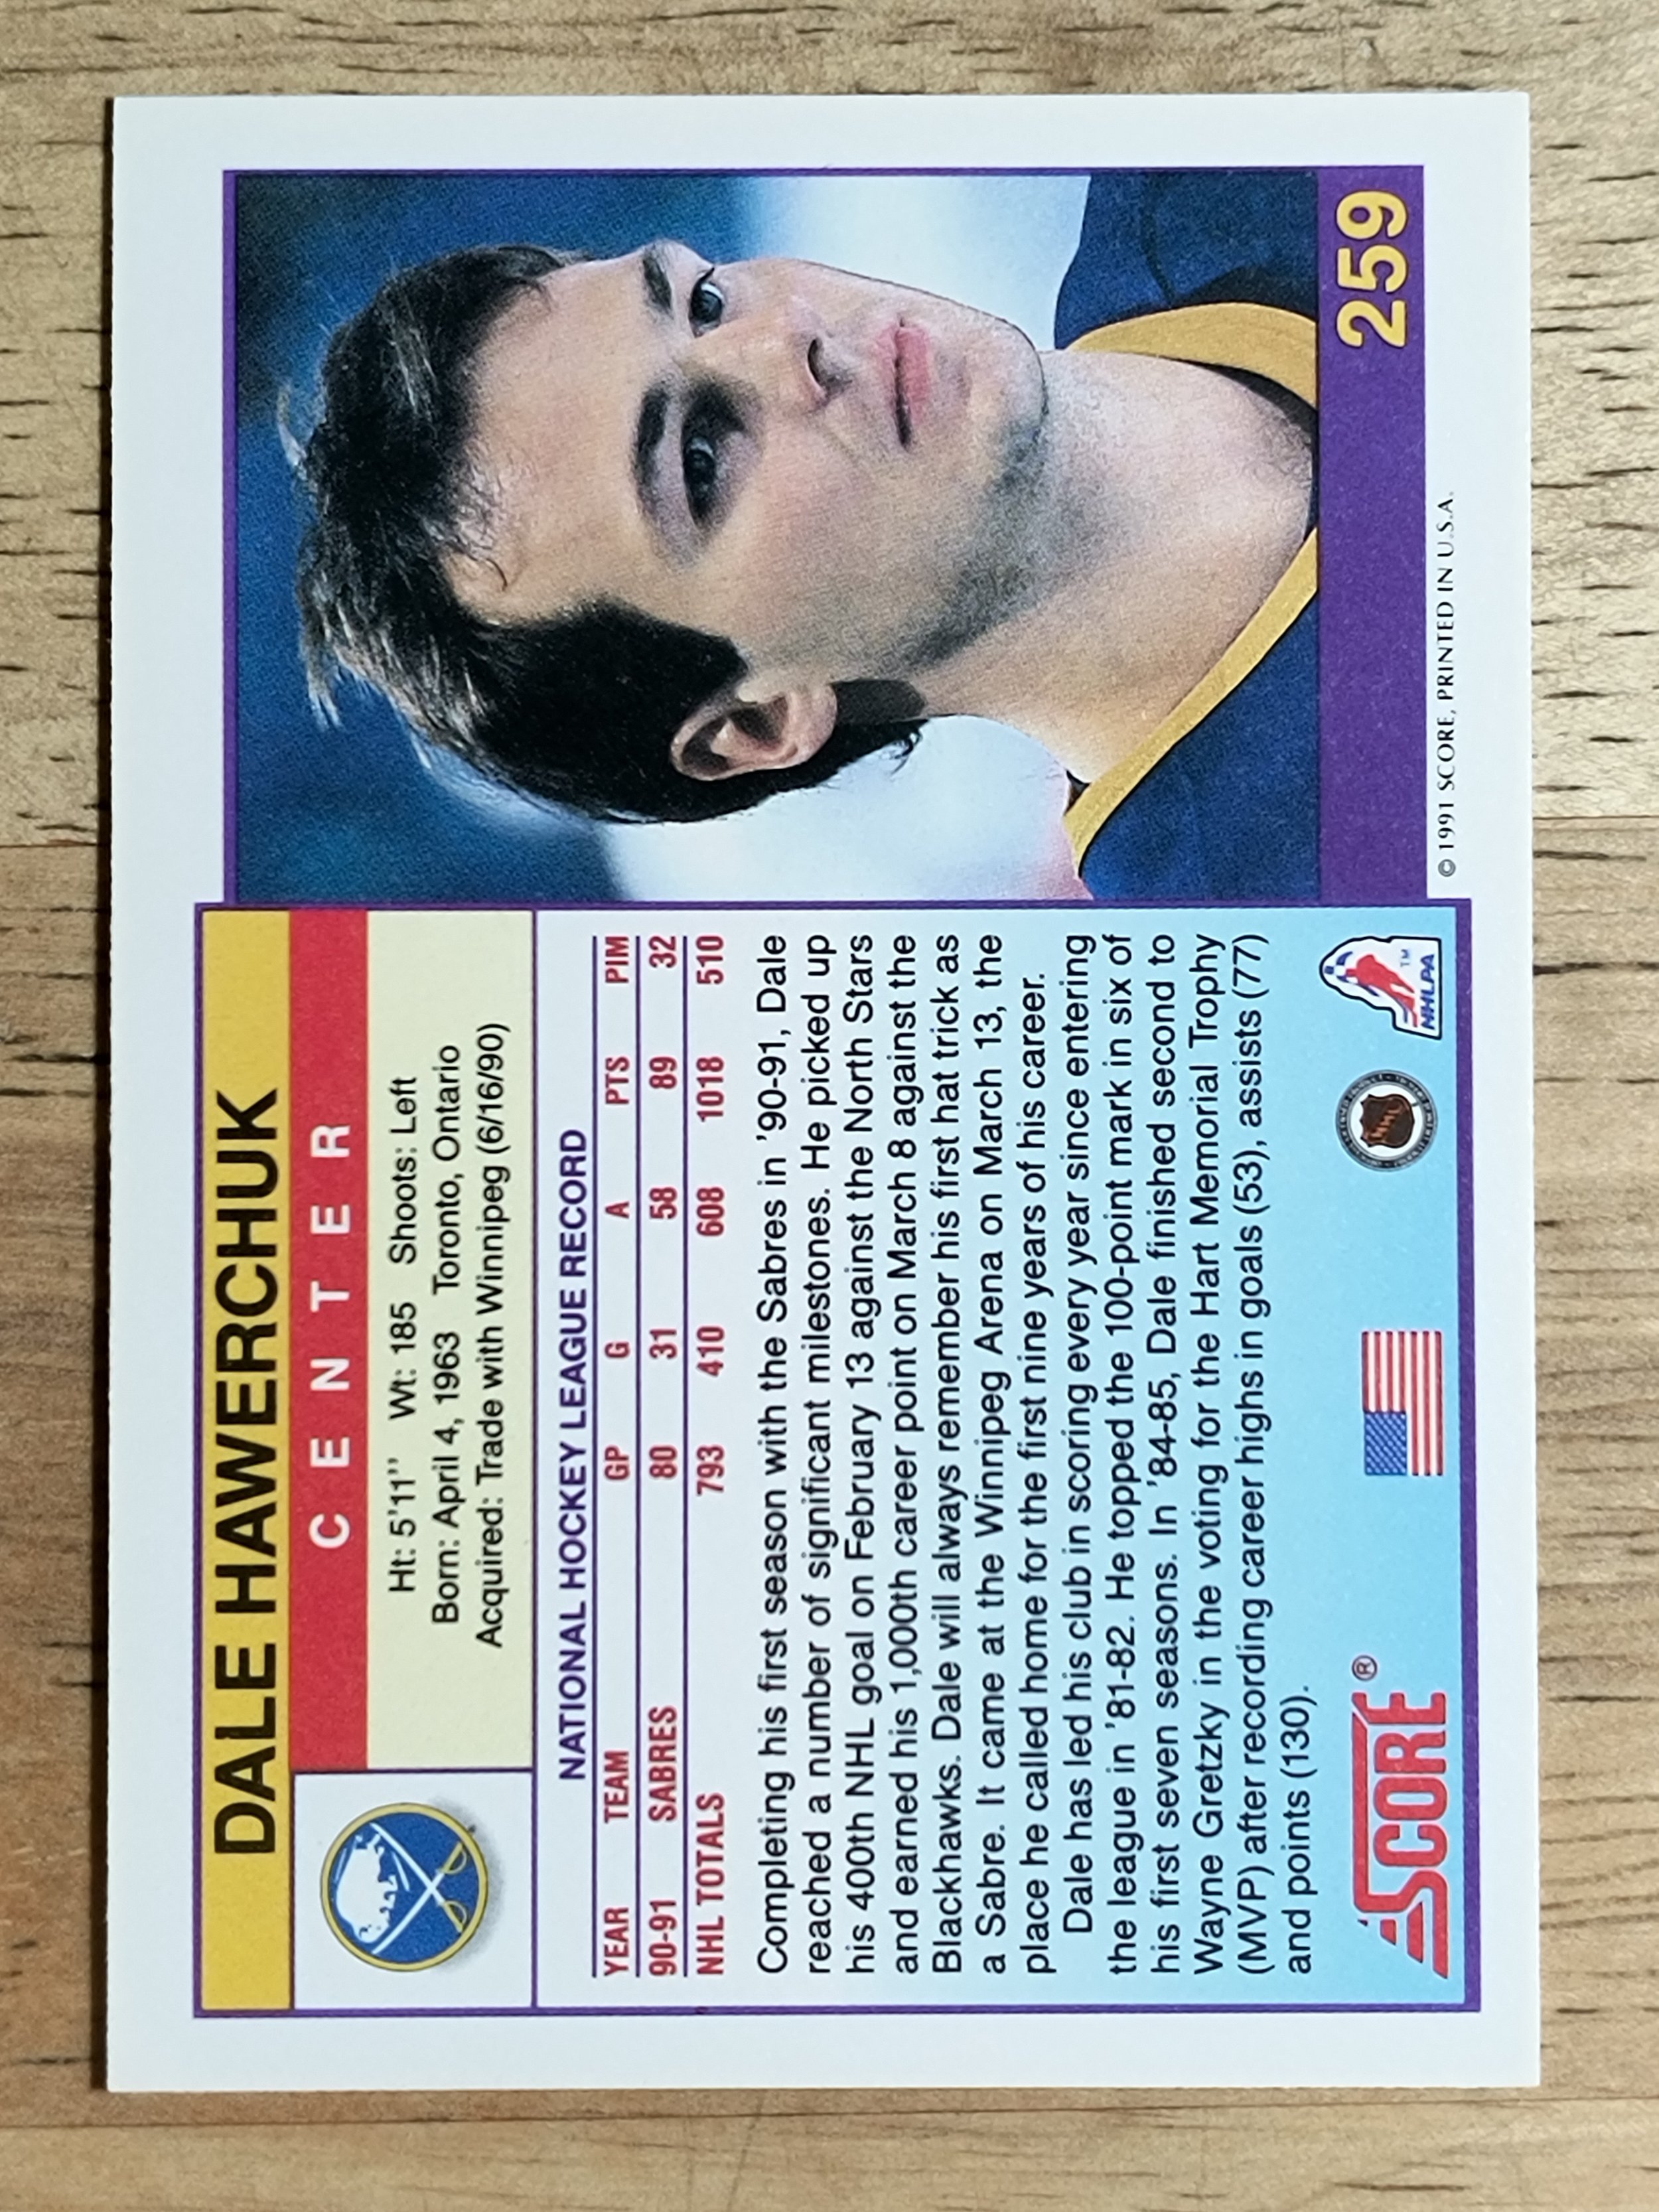 DALE HAWERCHUK
CENTER
Ht: 5'11" Wt: 185 Shoots: Left
Born: April 4, 1963 Toronto, Ontario
Acquired: Trade with Winnipeg (6/16/90)
NATIONAL HOCKEY LEAGUE RECORD
YEAR TEAM GP G A PTS PIM
90-91 SABRES 80 31 58 89 32
NHL TOTALS 793 410 608 1018 510
Completing his first season with the Sabres in '90-91, Dale
reached a number of significant milestones. He picked up
his 400th NHL goal on February 13 against the North Stars
and earned his 1,000th career point on March 8 against the
Blackhawks. Dale will always remember his first hat trick as
a Sabre. It came at the Winnipeg Arena on March 13, the
place he called home for the first nine years of his career.
Dale has led his club in scoring every year since entering
the league in '81-82. He topped the 100-point mark in six of
his first seven seasons. In '84-85, Dale finished second to
Wayne Gretzky in the voting for the Hart Memorial Trophy
(MVP) after recording career highs in goals (53), assists (77)
and points (130).
SCORE®
NHL
NHLPA TM
259
© 1991 SCORE, PRINTED IN U.S.A.